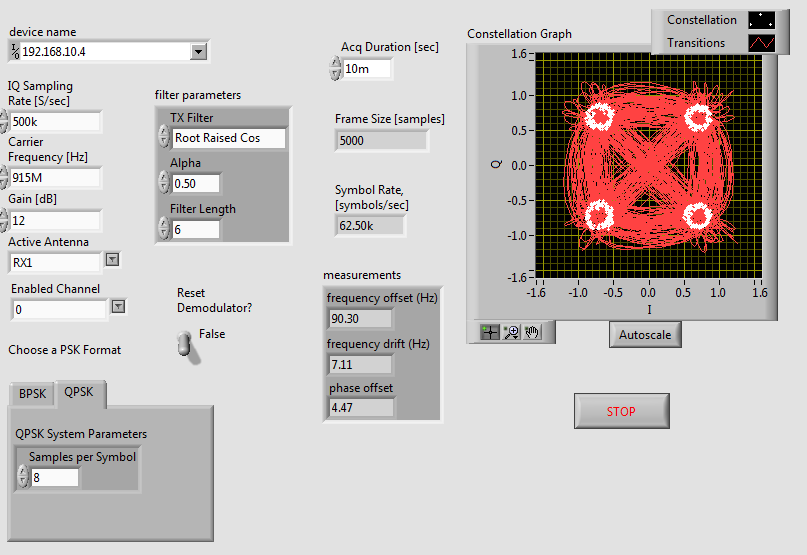 device name
I/O 192.168.10.4
IQ Sampling
Rate [S/sec]
500k
Carrier
Frequency [Hz]
915M
Gain [dB]
12
Active Antenna
RX1
Enabled Channel
0
Choose a PSK Format
BPSK QPSK
QPSK System Parameters
Samples per Symbol
8
filter parameters
TX Filter
Root Raised Cos
Alpha
0.50
Filter Length
6
Reset
Demodulator?
False
Acq Duration [sec]
10m
Frame Size [samples]
5000
Symbol Rate,
[symbols/sec]
62.50k
measurements
frequency offset (Hz)
90.30
frequency drift (Hz)
7.11
phase offset
4.47
Constellation Graph
Constellation
Transitions
1.6
1.0
0.5
0.0
-0.5
-1.0
-1.6
Q
-1.6 -1.0 -0.5 0.0 0.5 1.0 1.6
I
Autoscale
STOP